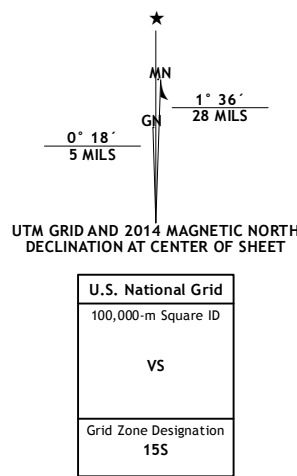 ★
MN
1° 36´
28 MILS
GN
0° 18´
5 MILS
UTM GRID AND 2014 MAGNETIC NORTH
DECLINATION AT CENTER OF SHEET
U.S. National Grid
100,000-m Square ID
VS
Grid Zone Designation
15S